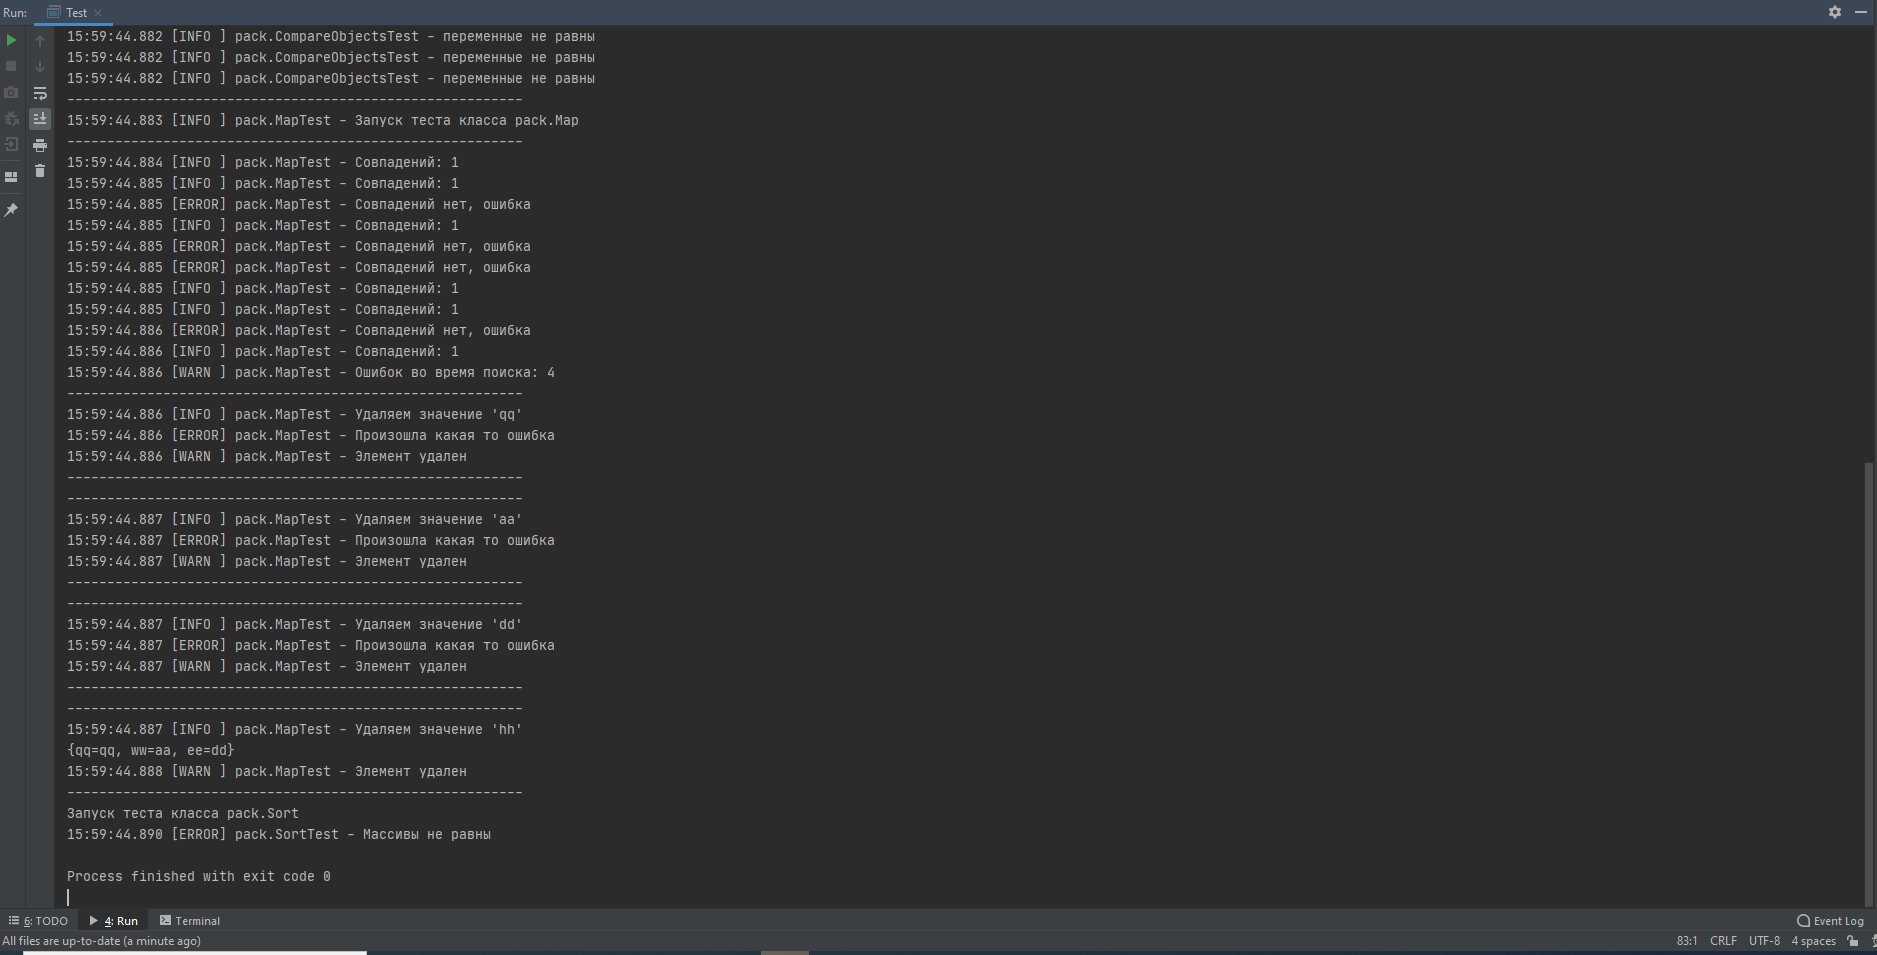 Run: Test
15:59:44.882 [INFO ] pack.CompareObjectsTest - переменные не равны
15:59:44.882 [INFO ] pack.CompareObjectsTest - переменные не равны
15:59:44.882 [INFO ] pack.CompareObjectsTest - переменные не равны
---------------------------------------------------------
15:59:44.883 [INFO ] pack.MapTest - Запуск теста класса pack.Map
---------------------------------------------------------
15:59:44.884 [INFO ] pack.MapTest - Совпадений: 1
15:59:44.885 [INFO ] pack.MapTest - Совпадений: 1
15:59:44.885 [ERROR] pack.MapTest - Совпадений нет, ошибка
15:59:44.885 [INFO ] pack.MapTest - Совпадений: 1
15:59:44.885 [ERROR] pack.MapTest - Совпадений нет, ошибка
15:59:44.885 [ERROR] pack.MapTest - Совпадений нет, ошибка
15:59:44.885 [INFO ] pack.MapTest - Совпадений: 1
15:59:44.885 [INFO ] pack.MapTest - Совпадений: 1
15:59:44.886 [ERROR] pack.MapTest - Совпадений нет, ошибка
15:59:44.886 [INFO ] pack.MapTest - Совпадений: 1
15:59:44.886 [WARN ] pack.MapTest - Ошибок во время поиска: 4
---------------------------------------------------------
15:59:44.886 [INFO ] pack.MapTest - Удаляем значение 'qq'
15:59:44.886 [ERROR] pack.MapTest - Произошла какая то ошибка
15:59:44.886 [WARN ] pack.MapTest - Элемент удален
---------------------------------------------------------
---------------------------------------------------------
15:59:44.887 [INFO ] pack.MapTest - Удаляем значение 'aa'
15:59:44.887 [ERROR] pack.MapTest - Произошла какая то ошибка
15:59:44.887 [WARN ] pack.MapTest - Элемент удален
---------------------------------------------------------
---------------------------------------------------------
15:59:44.887 [INFO ] pack.MapTest - Удаляем значение 'dd'
15:59:44.887 [ERROR] pack.MapTest - Произошла какая то ошибка
15:59:44.887 [WARN ] pack.MapTest - Элемент удален
---------------------------------------------------------
---------------------------------------------------------
15:59:44.887 [INFO ] pack.MapTest - Удаляем значение 'hh'
{qq=qq, ww=aa, ee=dd}
15:59:44.888 [WARN ] pack.MapTest - Элемент удален
---------------------------------------------------------
Запуск теста класса pack.Sort
15:59:44.890 [ERROR] pack.SortTest - Массивы не равны
Process finished with exit code 0
6: TODO 4: Run Terminal Event Log
All files are up-to-date (a minute ago) 83:1 CRLF UTF-8 4 spaces